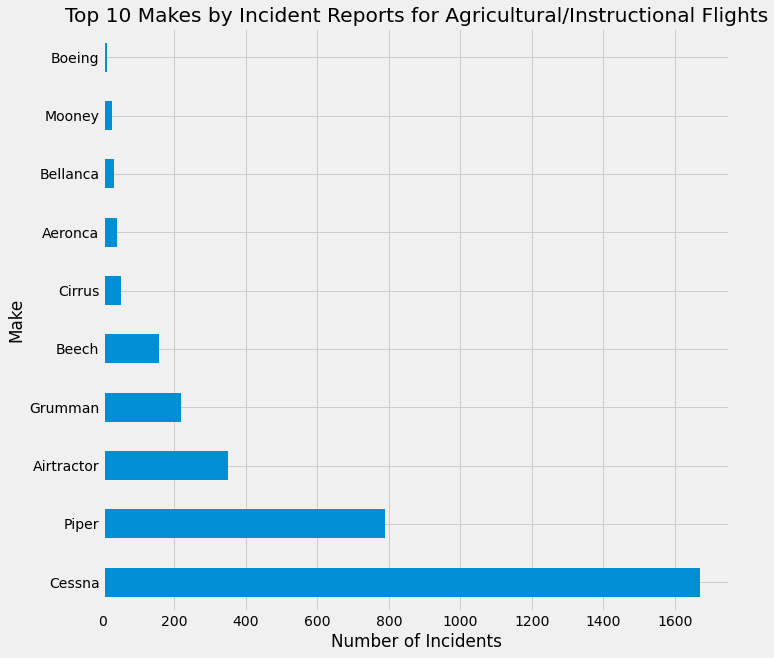 Top 10 Makes by Incident Reports for Agricultural/Instructional Flights
Boeing
Mooney
Bellanca
Aeronca
Cirrus
Beech
Grumman
Airtractor
Piper
Cessna
Make
0 200 400 600 800 1000 1200 1400 1600
Number of Incidents